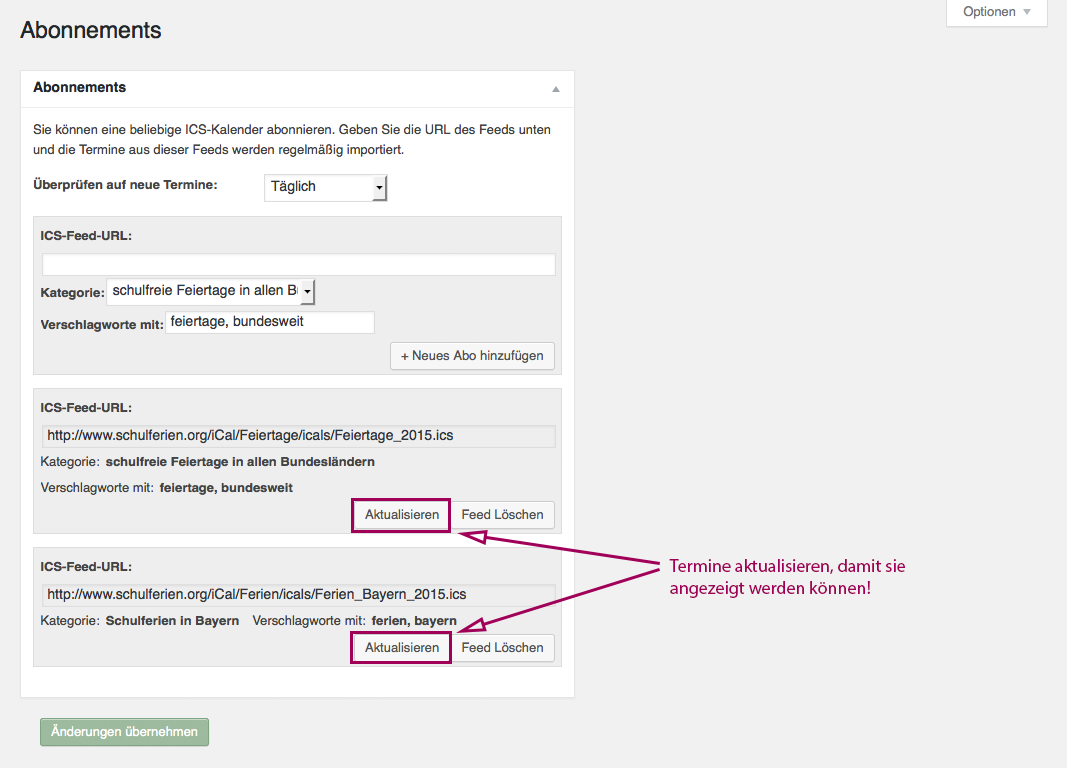 Optionen
Abonnements
Abonnements
Sie können eine beliebige ICS-Kalender abonnieren. Geben Sie die URL des Feeds unten
und die Termine aus dieser Feeds werden regelmäßig importiert.
Überprüfen auf neue Termine: Täglich
ICS-Feed-URL:
Kategorie: schulfreie Feiertage in allen B
Verschlagworte mit: feiertage, bundesweit
+ Neues Abo hinzufügen
ICS-Feed-URL:
http://www.schulferien.org/iCal/Feiertage/icals/Feiertage_2015.ics
Kategorie: schulfreie Feiertage in allen Bundesländern
Verschlagworte mit: feiertage, bundesweit
Aktualisieren Feed Löschen
ICS-Feed-URL:
http://www.schulferien.org/iCal/Ferien/icals/Ferien_Bayern_2015.ics
Kategorie: Schulferien in Bayern Verschlagworte mit: ferien, bayern
Aktualisieren Feed Löschen
Termine aktualisieren, damit sie
angezeigt werden können!
Änderungen übernehmen